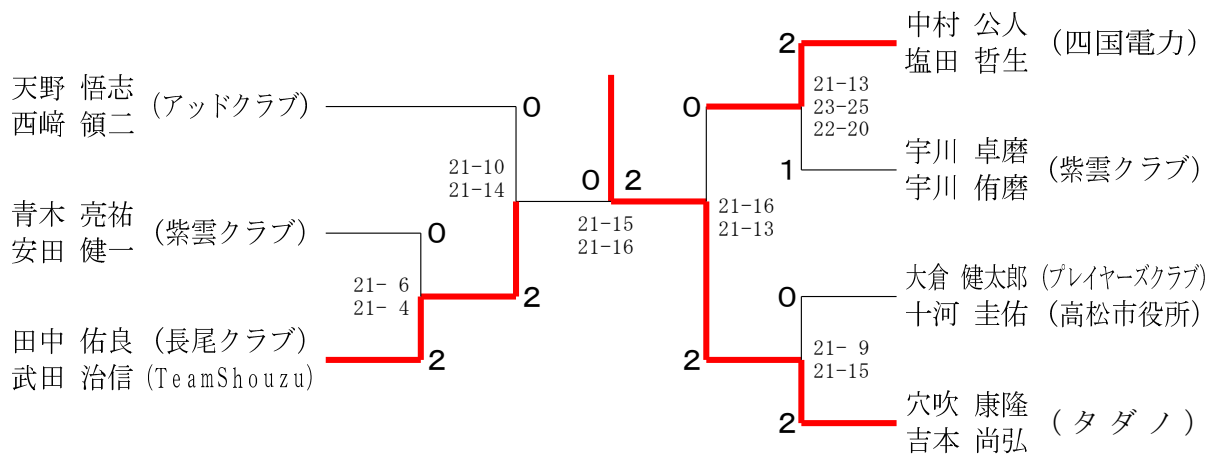 天野 悟志
西﨑 領二
(アッドクラブ)
0
21-10
21-14
青木 亮祐
安田 健一
(紫雲クラブ)
0
21- 6
21- 4
2
田中 佑良 (長尾クラブ)
武田 治信 (TeamShouzu)
2
0 2
21-15
21-16
中村 公人
塩田 哲生
(四国電力)
2
21-13
23-25
22-20
0
宇川 卓磨
宇川 侑磨
(紫雲クラブ)
1
21-16
21-13
大倉 健太郎 (プレイヤーズクラブ)
十河 圭佑 (高松市役所)
0
21- 9
21-15
2
穴吹 康隆
吉本 尚弘
(タダノ)
2